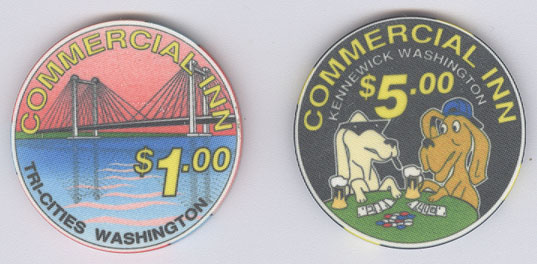 COMMERCIAL INN
$1.00
TRI-CITIES WASHINGTON
COMMERCIAL INN
KENNEWICK WASHINGTON
$5.00